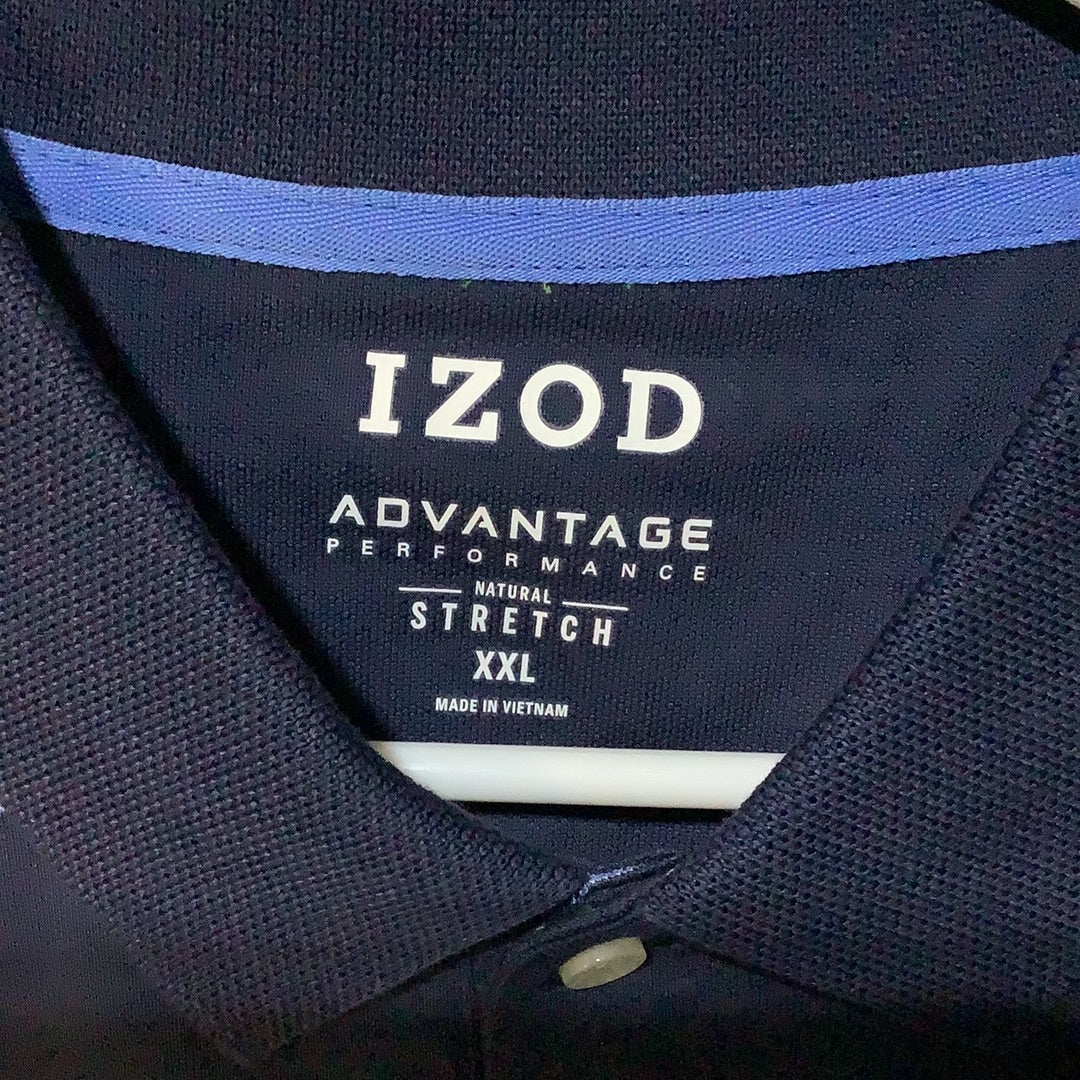 IZOD
ADVANTAGE
PERFORMANCE
NATURAL
STRETCH
XXL
MADE IN VIETNAM